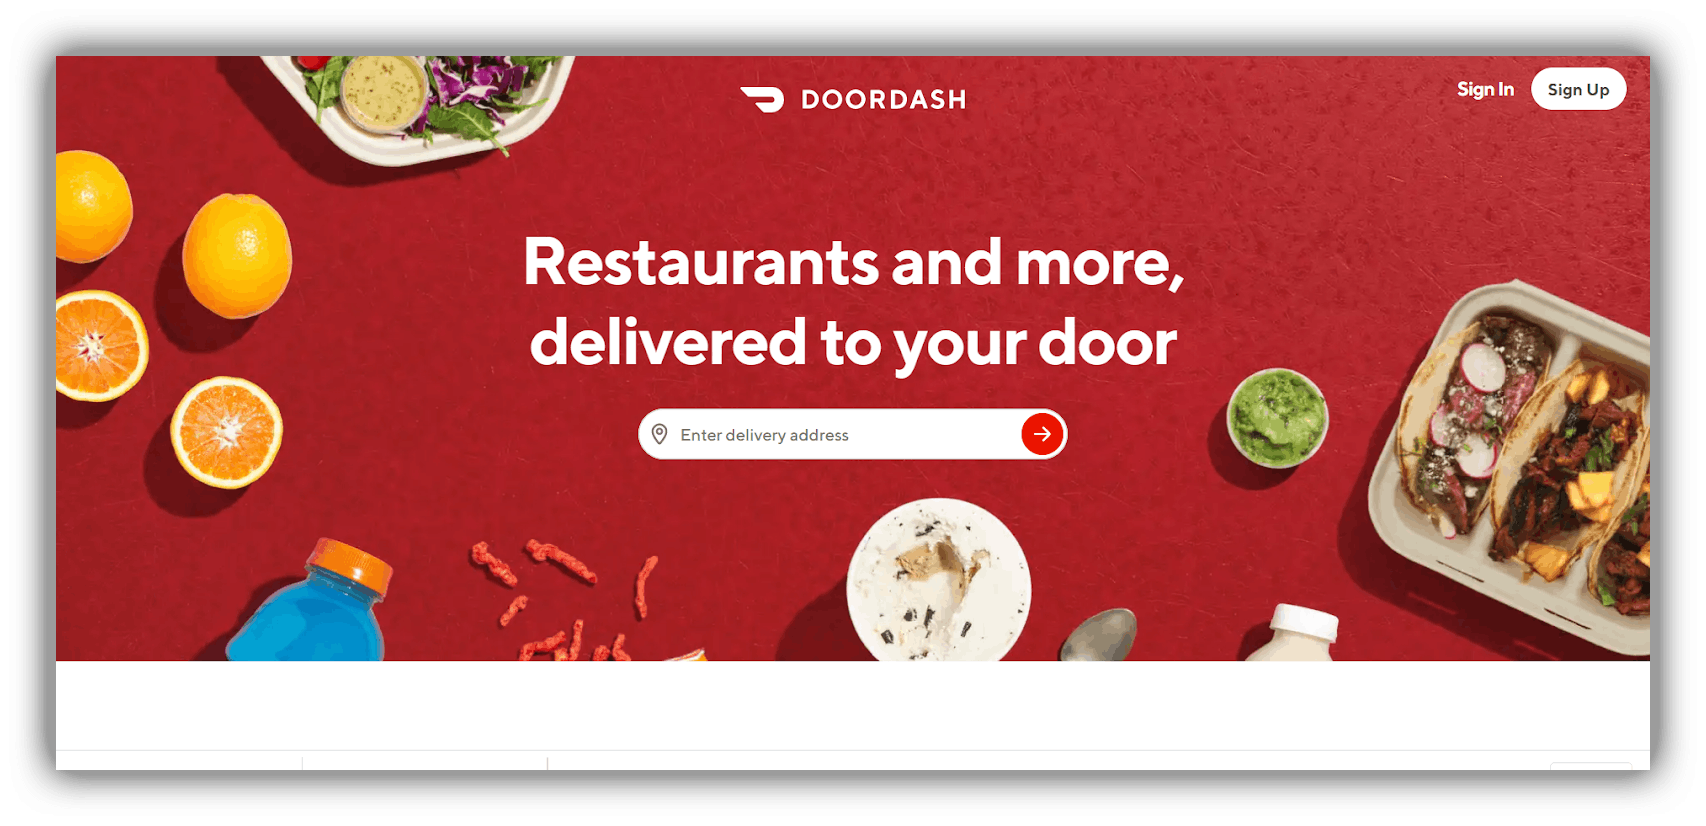 DOORDASH
Sign In
Sign Up
Restaurants and more,
delivered to your door
Enter delivery address